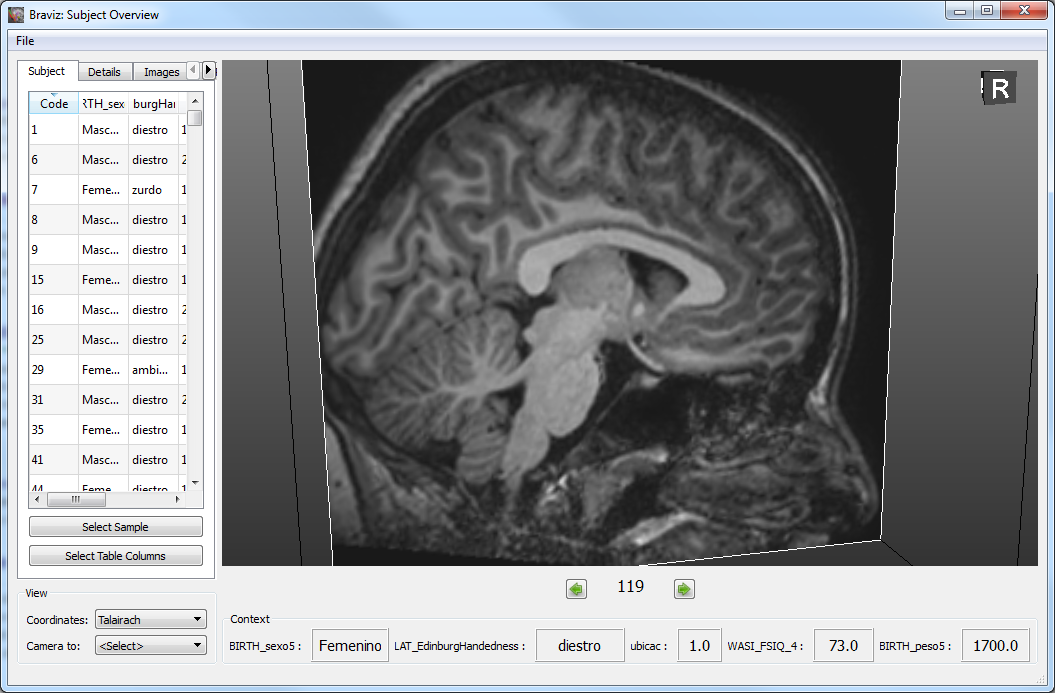 Braviz: Subject Overview
File
Subject Details Images
Code RTH_sex burgHar
1 Masc... diestro 1
6 Masc... diestro 2
7 Feme... zurdo 1
8 Masc... diestro 1
9 Masc... diestro 1
15 Feme... diestro 1
16 Masc... diestro 2
25 Masc... diestro 2
29 Feme... ambi... 1
31 Masc... diestro 2
35 Feme... diestro 1
41 Masc... diestro 1
44 Feme... diestro 1
Select Sample
Select Table Columns
R
119
View
Coordinates: Talairach
Camera to: <Select>
Context
BIRTH_sexo5 : Femenino LAT_EdinburgHandedness : diestro ubicac : 1.0 WASI_FSIQ_4 : 73.0 BIRTH_peso5 : 1700.0